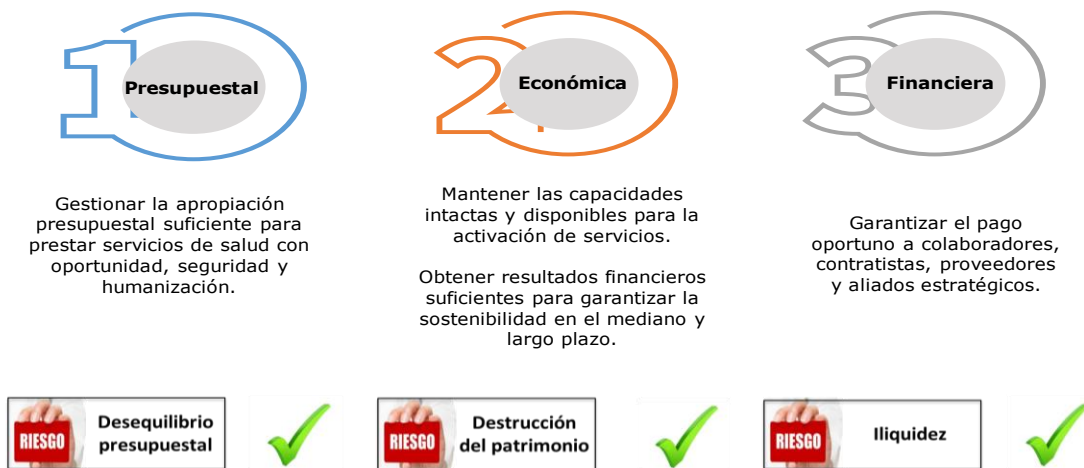 1
Presupuestal
Gestionar la apropiación
presupuestal suficiente para
prestar servicios de salud con
oportunidad, seguridad y
humanización.
RIESGO
Desequilibrio
presupuestal
2
Económica
Mantener las capacidades
intactas y disponibles para la
activación de servicios.
Obtener resultados financieros
suficientes para garantizar la
sostenibilidad en el mediano y
largo plazo.
RIESGO
Destrucción
del patrimonio
3
Financiera
Garantizar el pago
oportuno a colaboradores,
contratistas, proveedores
y aliados estratégicos.
RIESGO
Iliquidez